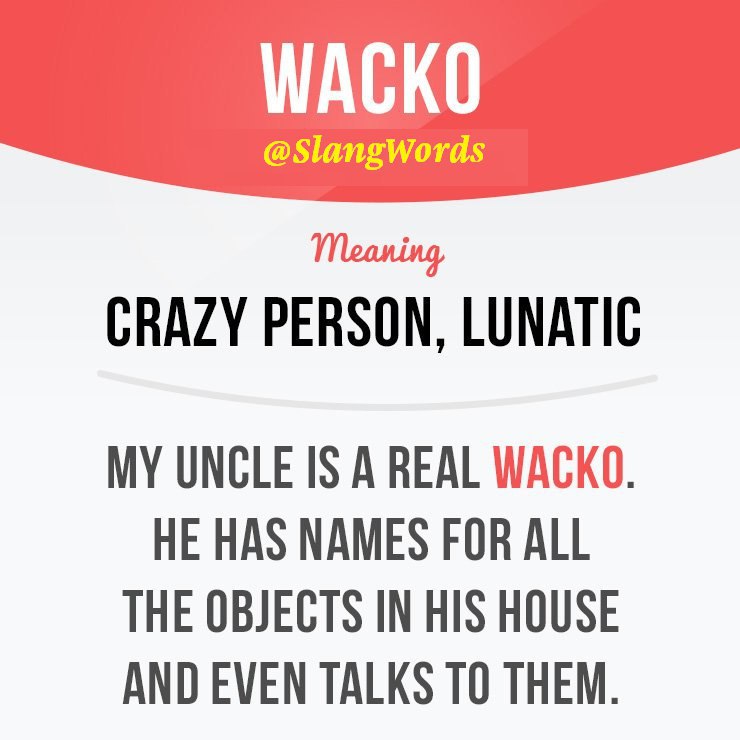 WACKO
@SlangWords
Meaning
CRAZY PERSON, LUNATIC
MY UNCLE IS A REAL WACKO.
HE HAS NAMES FOR ALL
THE OBJECTS IN HIS HOUSE
AND EVEN TALKS TO THEM.